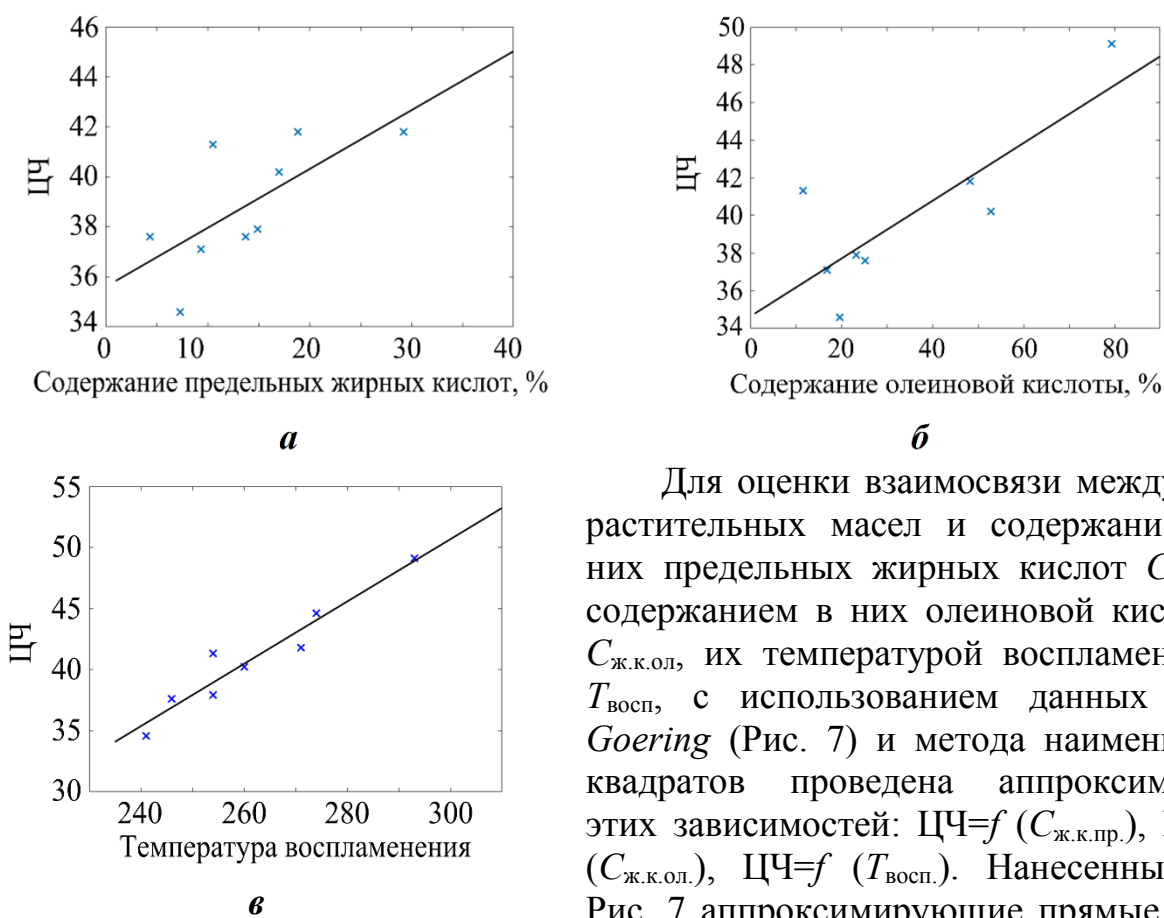 46
44
42
40
38
36
34
ЦЧ
0 10 20 30 40
Содержание предельных жирных кислот, %
а
50
48
46
44
42
40
38
36
34
ЦЧ
0 20 40 60 80
Содержание олеиновой кислоты, %
б
55
50
45
40
35
30
ЦЧ
240 260 280 300
Температура воспламенения
в
Для оценки взаимосвязи межд
растительных масел и содержани
них предельных жирных кислот С
содержанием в них олеиновой кис
Сж.к.ол, их температурой воспламен
Твосп, с использованием данных
Goering (Рис. 7) и метода наимен
квадратов проведена аппрокси
этих зависимостей: ЦЧ=f (Сж.к.пр.),
(Сж.к.ол.), ЦЧ=f (Твосп.). Нанесенны
Рис. 7 аппроксимирующие прямые